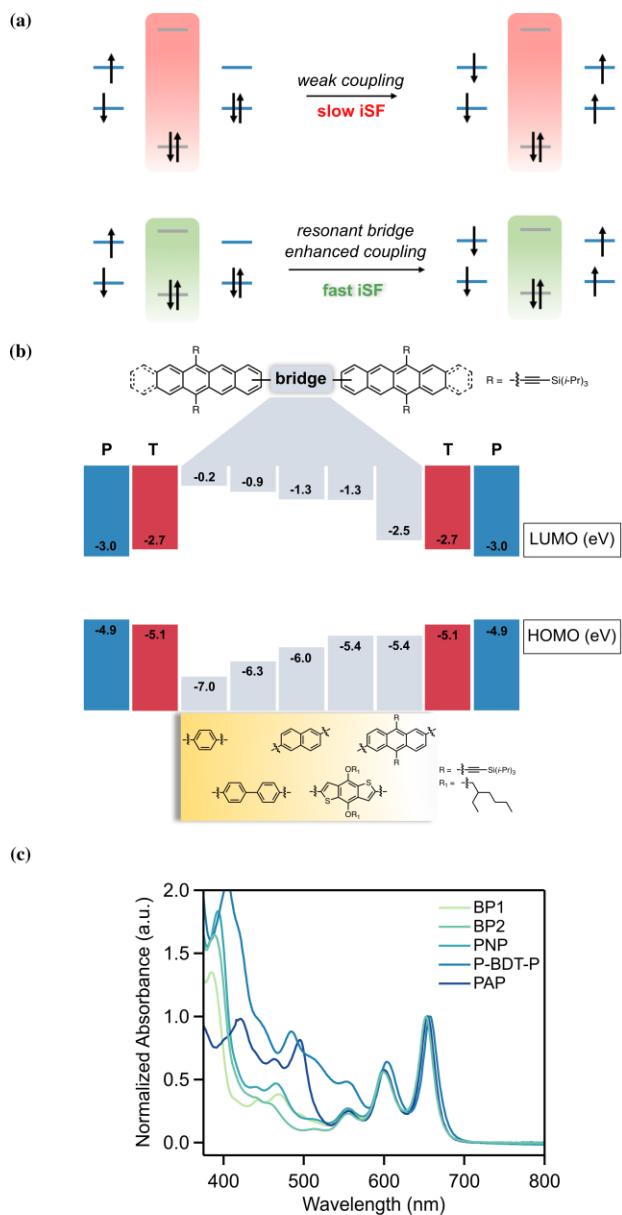 (a)
weak coupling
slow iSF
resonant bridge
enhanced coupling
fast iSF
(b)
R
R
bridge
R
R
R = Si(i-Pr)3
P T T P
-0.2 -0.9 -1.3 -1.3 -2.5
-3.0 -2.7 -2.7 -3.0 LUMO (eV)
-4.9 -5.1 -5.1 -4.9 HOMO (eV)
-7.0 -6.3 -6.0 -5.4 -5.4
R
R
OR1
S
S
OR1
R = Si(i-Pr)3
R1 =
(c)
Normalized Absorbance (a.u.)
2.0
1.5
1.0
0.5
0.0
BP1
BP2
PNP
P-BDT-P
PAP
400 500 600 700 800
Wavelength (nm)